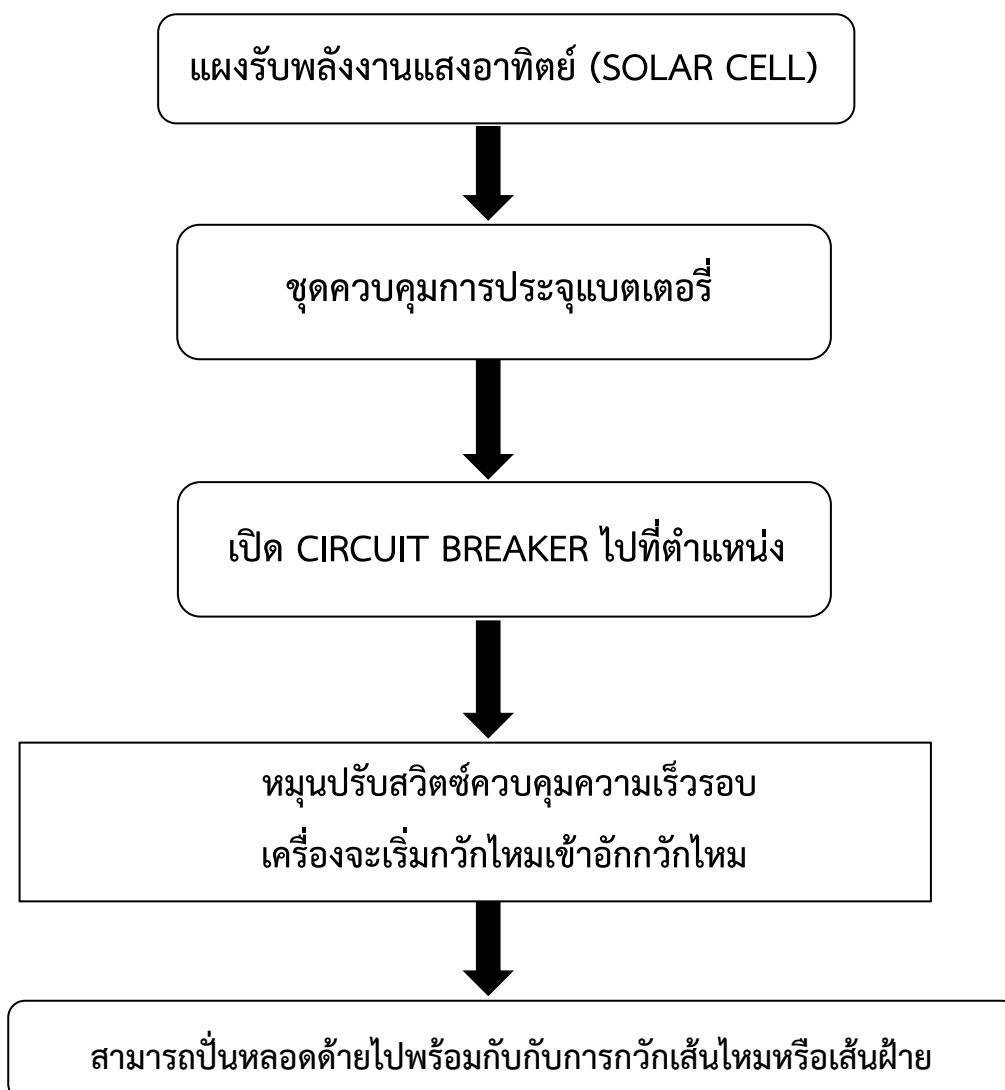 แผงรับพลังงานแสงอาทิตย์ (SOLAR CELL)
ชุดควบคุมการประจุแบตเตอรี่
เปิด CIRCUIT BREAKER ไปที่ตำแหน่ง
หมุนปรับสวิตซ์ควบคุมความเร็วรอบ
เครื่องจะเริ่มกวักไหมเข้าอักกวักไหม
สามารถปั่นหลอดด้ายไปพร้อมกับกับการกวักเส้นไหมหรือเส้นฝ้าย